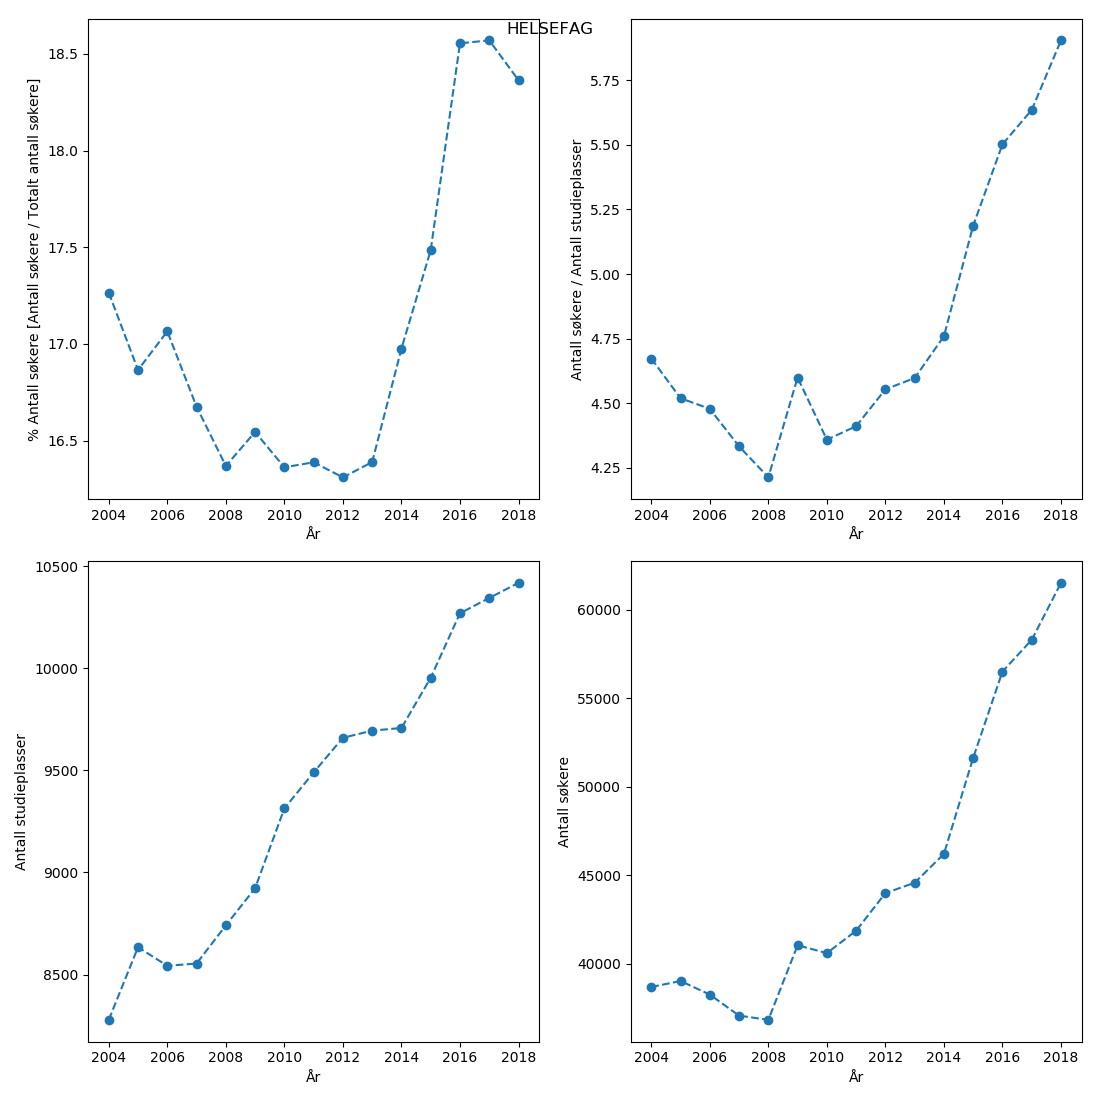 HELSEFAG
% Antall søkere [Antall søkere / Totalt antall søkere]
18.5
18.0
17.5
17.0
16.5
2004 2006 2008 2010 2012 2014 2016 2018
År
Antall søkere / Antall studieplasser
5.75
5.50
5.25
5.00
4.75
4.50
4.25
2004 2006 2008 2010 2012 2014 2016 2018
År
Antall studieplasser
10500
10000
9500
9000
8500
2004 2006 2008 2010 2012 2014 2016 2018
År
Antall søkere
60000
55000
50000
45000
40000
2004 2006 2008 2010 2012 2014 2016 2018
År